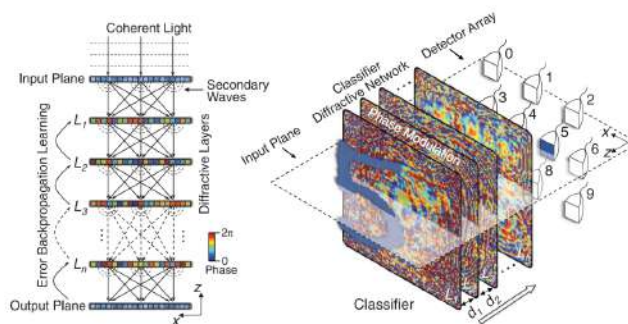 Coherent Light
Input Plane
Secondary
Waves
L1
L2
L3
Ln
Error Backpropagation Learning
Diffractive Layers
2π
0
Phase
Output Plane
z
x
Detector Array
Classifier
Diffractive Network
Input Plane
Phase Modulation
0
1
2
3
4
5
6
8
9
x
z
d1
d2
...
Classifier